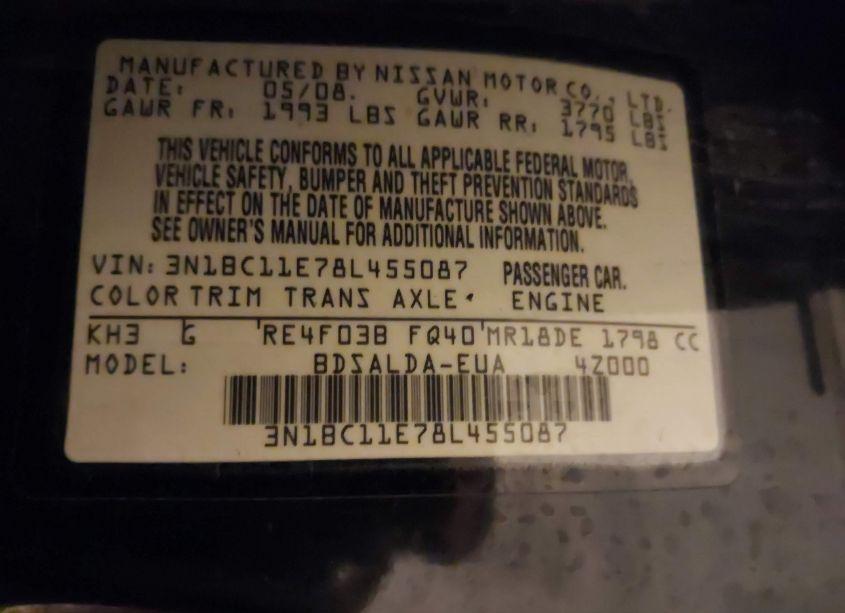 MANUFACTURED BY NISSAN MOTOR CO., LTD.
DATE: 05/08. GVWR: 3770 LBS
GAWR FR: 1993 LBS GAWR RR: 1795 LBS
THIS VEHICLE CONFORMS TO ALL APPLICABLE FEDERAL MOTOR
VEHICLE SAFETY, BUMPER AND THEFT PREVENTION STANDARDS
IN EFFECT ON THE DATE OF MANUFACTURE SHOWN ABOVE.
SEE OWNER'S MANUAL FOR ADDITIONAL INFORMATION.
VIN: 3N1BC11E78L455087 PASSENGER CAR.
COLOR TRIM TRANS AXLE ENGINE
KH3 G RE4F03B FQ40 MR18DE 1798 CC
MODEL: BDSALDA-EUA 4Z000
3N1BC11E78L455087